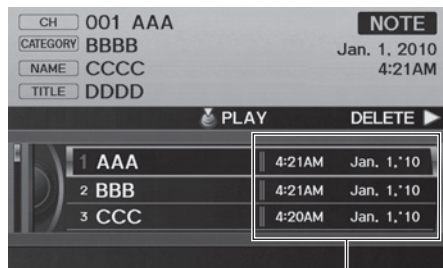 CH 001 AAA NOTE
CATEGORY BBBB Jan. 1, 2010
NAME CCCC 4:21AM
TITLE DDDD
PLAY DELETE
1 AAA 4:21AM Jan. 1,'10
2 BBB 4:21AM Jan. 1,'10
3 CCC 4:20AM Jan. 1,'10